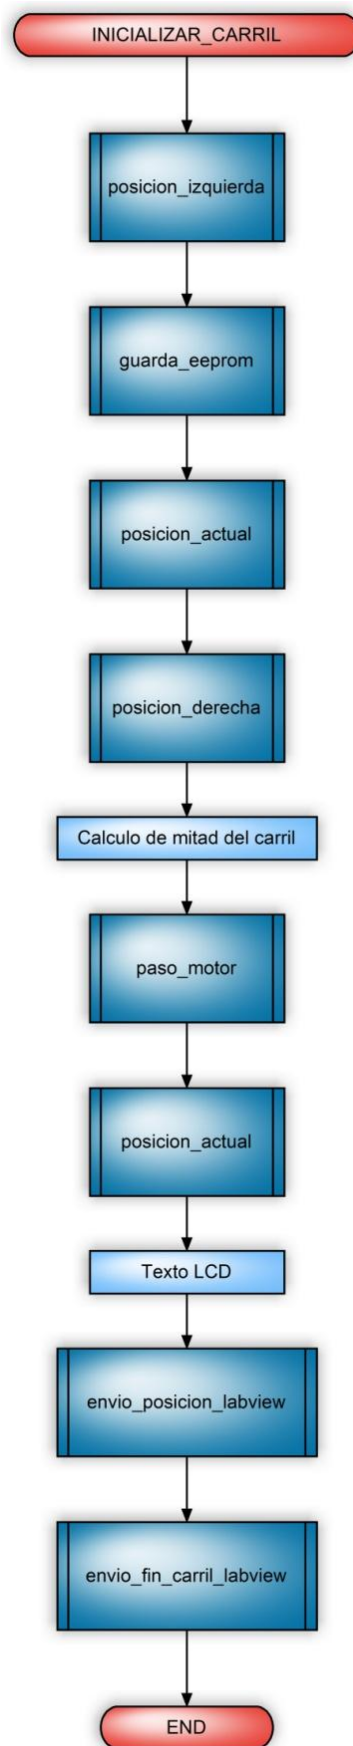 INICIALIZAR_CARRIL
posicion_izquierda
guarda_eeprom
posicion_actual
posicion_derecha
Calculo de mitad del carril
paso_motor
posicion_actual
Texto LCD
envio_posicion_labview
envio_fin_carril_labview
END